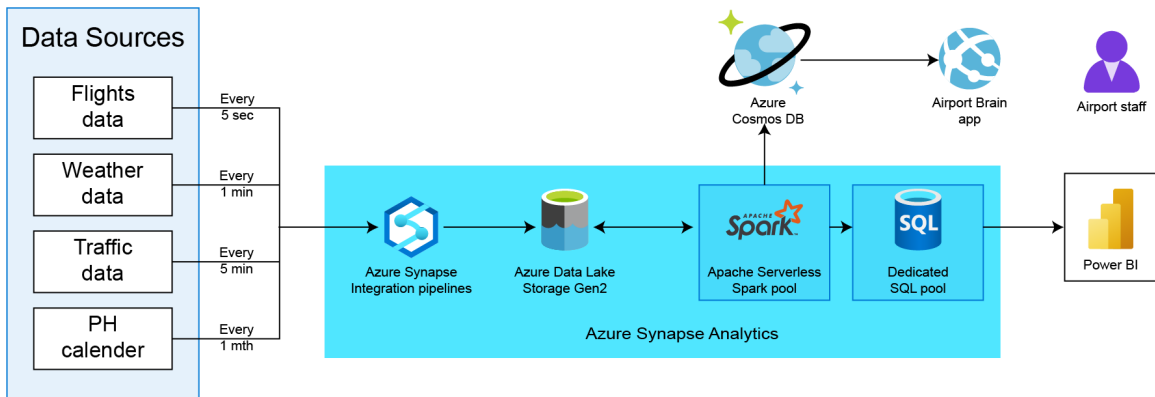 Data Sources
Flights
data
Every
5 sec
Weather
data
Every
1 min
Traffic
data
Every
5 min
PH
calender
Every
1 mth
Azure Synapse
Integration pipelines
Azure Data Lake
Storage Gen2
APACHE
Spark
Apache Serverless
Spark pool
SQL
Dedicated
SQL pool
Azure Synapse Analytics
Azure
Cosmos DB
Airport Brain
app
Airport staff
Power BI